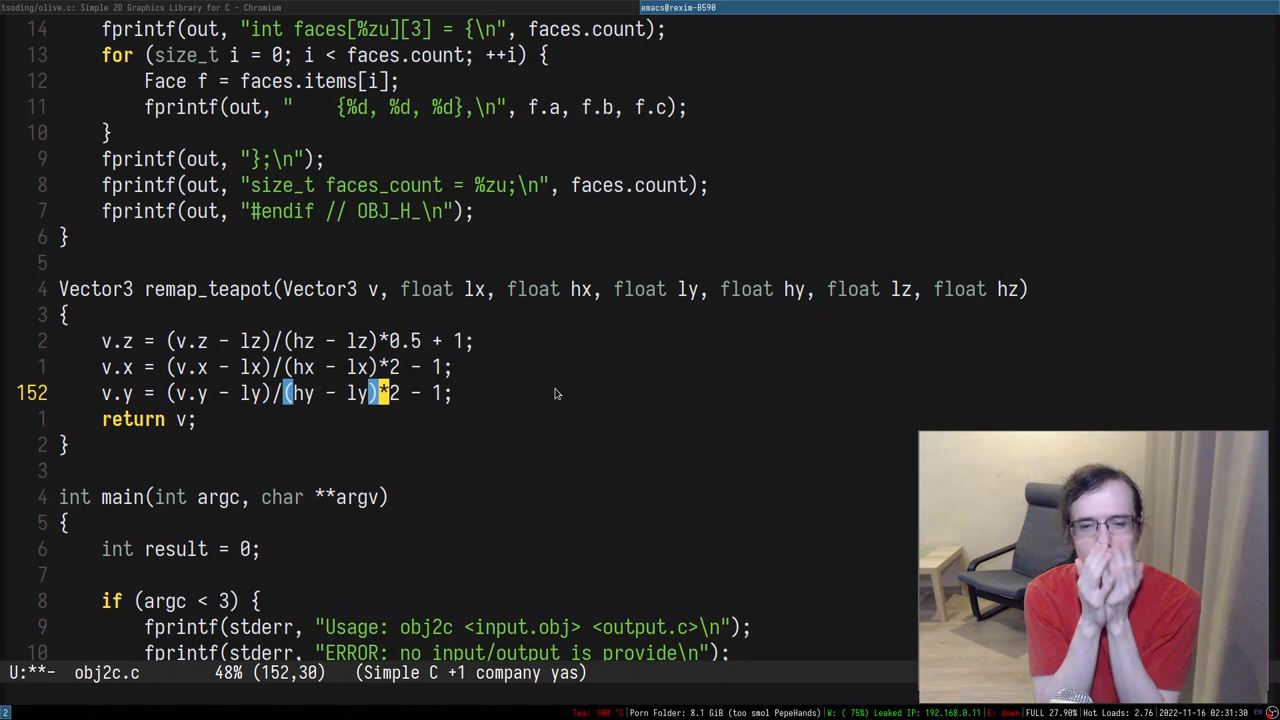 tsoding/olive.c: Simple 2D Graphics Library for C - Chromium
emacs@rexim-B590
14 fprintf(out, "int faces[%zu][3] = {\n", faces.count);
13 for (size_t i = 0; i < faces.count; ++i) {
12 Face f = faces.items[i];
11 fprintf(out, "    {%d, %d, %d},\n", f.a, f.b, f.c);
10 }
9 fprintf(out, "};\n");
8 fprintf(out, "size_t faces_count = %zu;\n", faces.count);
7 fprintf(out, "#endif // OBJ_H_\n");
6 }
5
4 Vector3 remap_teapot(Vector3 v, float lx, float hx, float ly, float hy, float lz, float hz)
3 {
2 v.z = (v.z - lz)/(hz - lz)*0.5 + 1;
1 v.x = (v.x - lx)/(hx - lx)*2 - 1;
152 v.y = (v.y - ly)/(hy - ly)*2 - 1;
1 return v;
2 }
3
4 int main(int argc, char **argv)
5 {
6 int result = 0;
7
8 if (argc < 3) {
9 fprintf(stderr, "Usage: obj2c <input.obj> <output.c>\n");
10 fprintf(stderr, "ERROR: no input/output is provide\n");
U:**- obj2c.c 48% (152,30) (Simple C +1 company yas)
2 Tea: 100 °C|Porn Folder: 8.1 GiB (too smol PepeHands)|W: ( 75%) Leaked IP: 192.168.0.11|E: down|FULL 27.90%|Hot Loads: 2.76|2022-11-16 02:31:30 EN